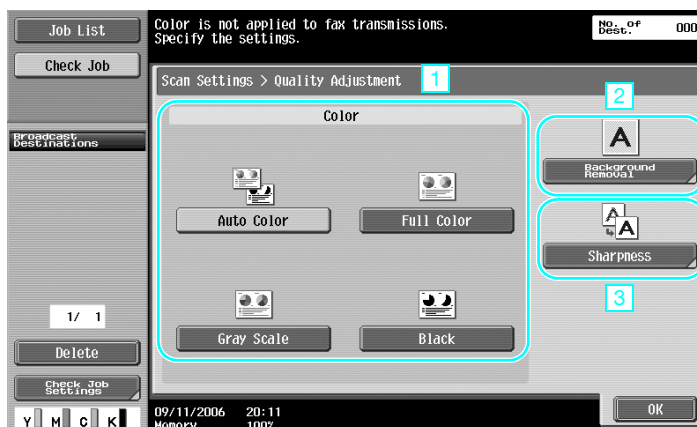 Job List
Check Job
Color is not applied to fax transmissions.
Specify the settings.
No. of
Dest.
000
Scan Settings > Quality Adjustment
1
2
3
Broadcast
Destinations
Color
Auto Color
Full Color
Gray Scale
Black
A
Background
Removal
A
A
Sharpness
1/ 1
Delete
Check Job
Settings
Y M C K
09/11/2006 20:11
Memory 100%
OK